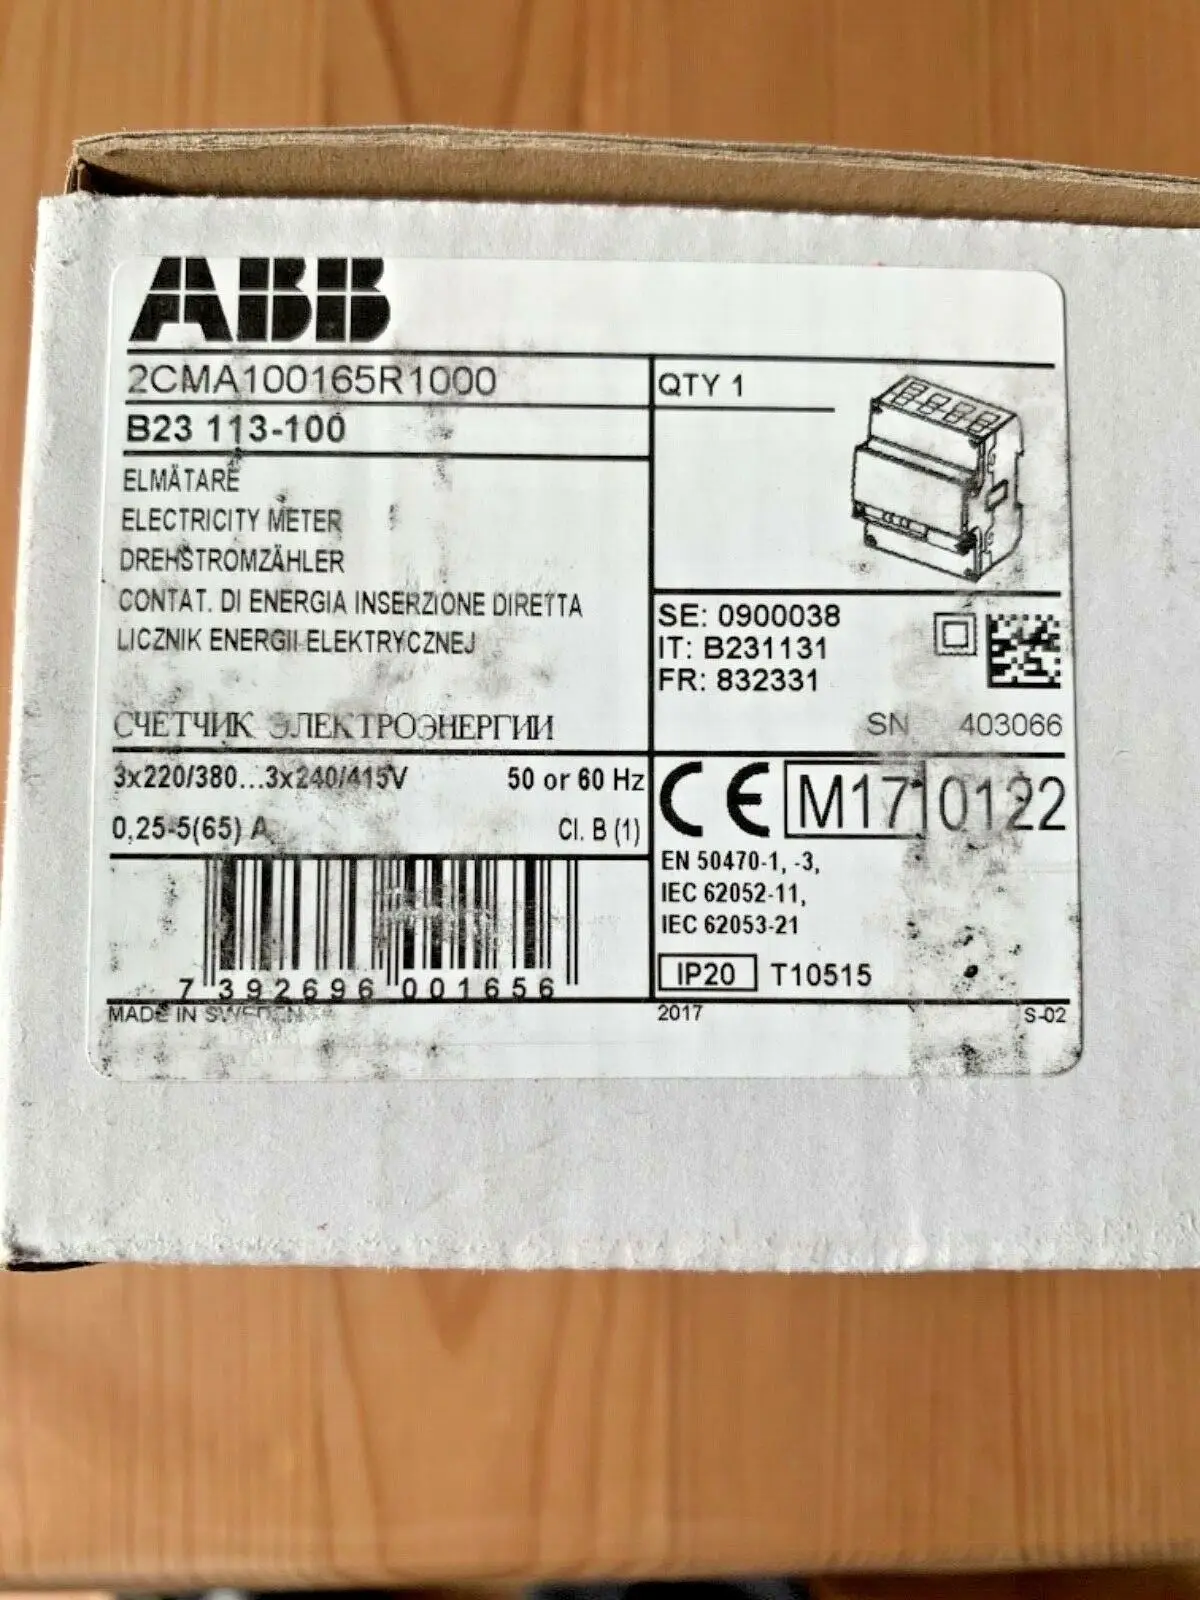 ABB
2CMA100165R1000
QTY 1
B23 113-100
ELMÄTARE
ELECTRICITY METER
DREHSTROMZÄHLER
CONTAT. DI ENERGIA INSERZIONE DIRETTA
LICZNIK ENERGII ELEKTRYCZNEJ
СЧЕТЧИК ЭЛЕКТРОЭНЕРГИИ
SE: 0900038
IT: B231131
FR: 832331
SN 403066
3x220/380...3x240/415V 50 or 60 Hz
0,25-5(65) A Cl. B (1)
CE M17 0122
EN 50470-1, -3,
IEC 62052-11,
IEC 62053-21
IP20 T10515
7 392696 001656
MADE IN SWEDEN
2017
S-02